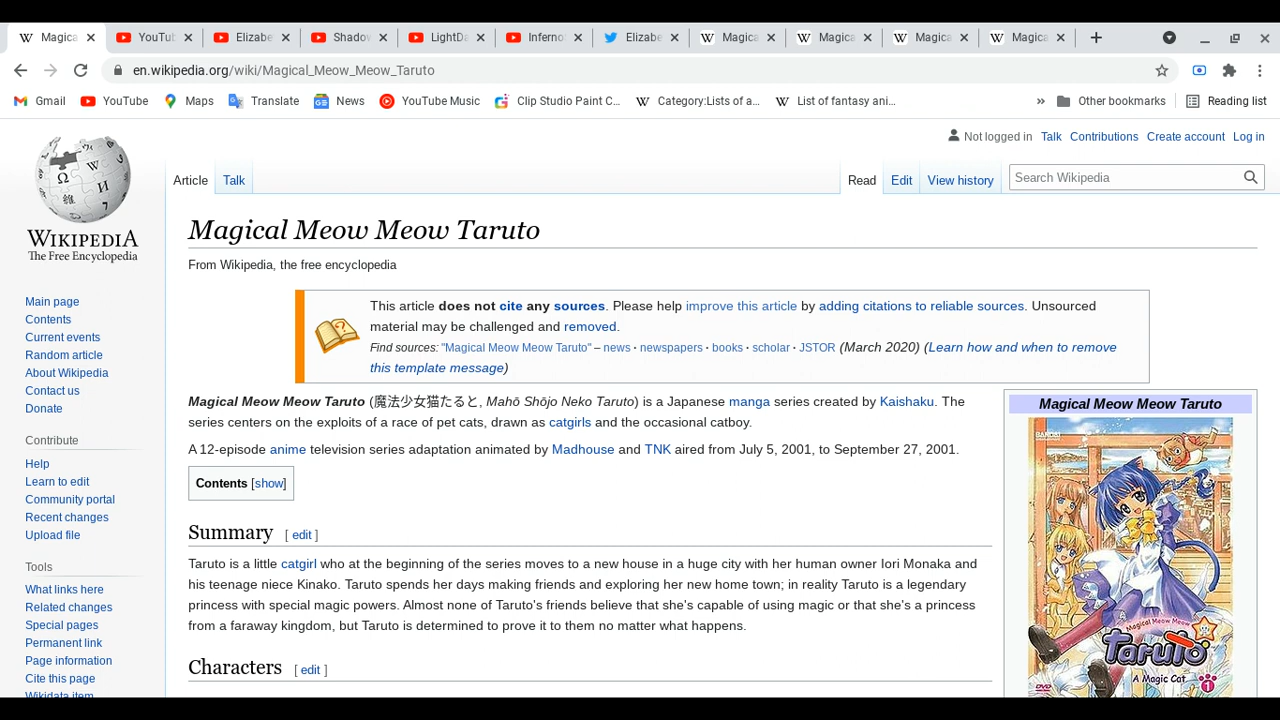 Magica
YouTub
Elizabe
Shadow
LightDa
Inferno
Elizabe
Magica
Magica
Magica
Magica
en.wikipedia.org/wiki/Magical_Meow_Meow_Taruto
Gmail
YouTube
Maps
Translate
News
YouTube Music
Clip Studio Paint C...
Category:Lists of a...
List of fantasy ani...
»
Other bookmarks
Reading list
Not logged in Talk Contributions Create account Log in
Article Talk
Read Edit View history
Search Wikipedia
WIKIPEDIA
The Free Encyclopedia
Main page
Contents
Current events
Random article
About Wikipedia
Contact us
Donate
Contribute
Help
Learn to edit
Community portal
Recent changes
Upload file
Tools
What links here
Related changes
Special pages
Permanent link
Page information
Cite this page
Wikidata item
Magical Meow Meow Taruto
From Wikipedia, the free encyclopedia
This article does not cite any sources. Please help improve this article by adding citations to reliable sources. Unsourced
material may be challenged and removed.
Find sources: "Magical Meow Meow Taruto" – news · newspapers · books · scholar · JSTOR (March 2020) (Learn how and when to remove
this template message)
Magical Meow Meow Taruto (魔法少女猫たると, Mahō Shōjo Neko Taruto) is a Japanese manga series created by Kaishaku. The
series centers on the exploits of a race of pet cats, drawn as catgirls and the occasional catboy.
A 12-episode anime television series adaptation animated by Madhouse and TNK aired from July 5, 2001, to September 27, 2001.
Contents [show]
Summary [ edit ]
Taruto is a little catgirl who at the beginning of the series moves to a new house in a huge city with her human owner Iori Monaka and
his teenage niece Kinako. Taruto spends her days making friends and exploring her new home town; in reality Taruto is a legendary
princess with special magic powers. Almost none of Taruto's friends believe that she's capable of using magic or that she's a princess
from a faraway kingdom, but Taruto is determined to prove it to them no matter what happens.
Characters [ edit ]
Magical Meow Meow Taruto
BANDAI
Magical Meow Meow
Taruto
A Magic Cat
1
DVD